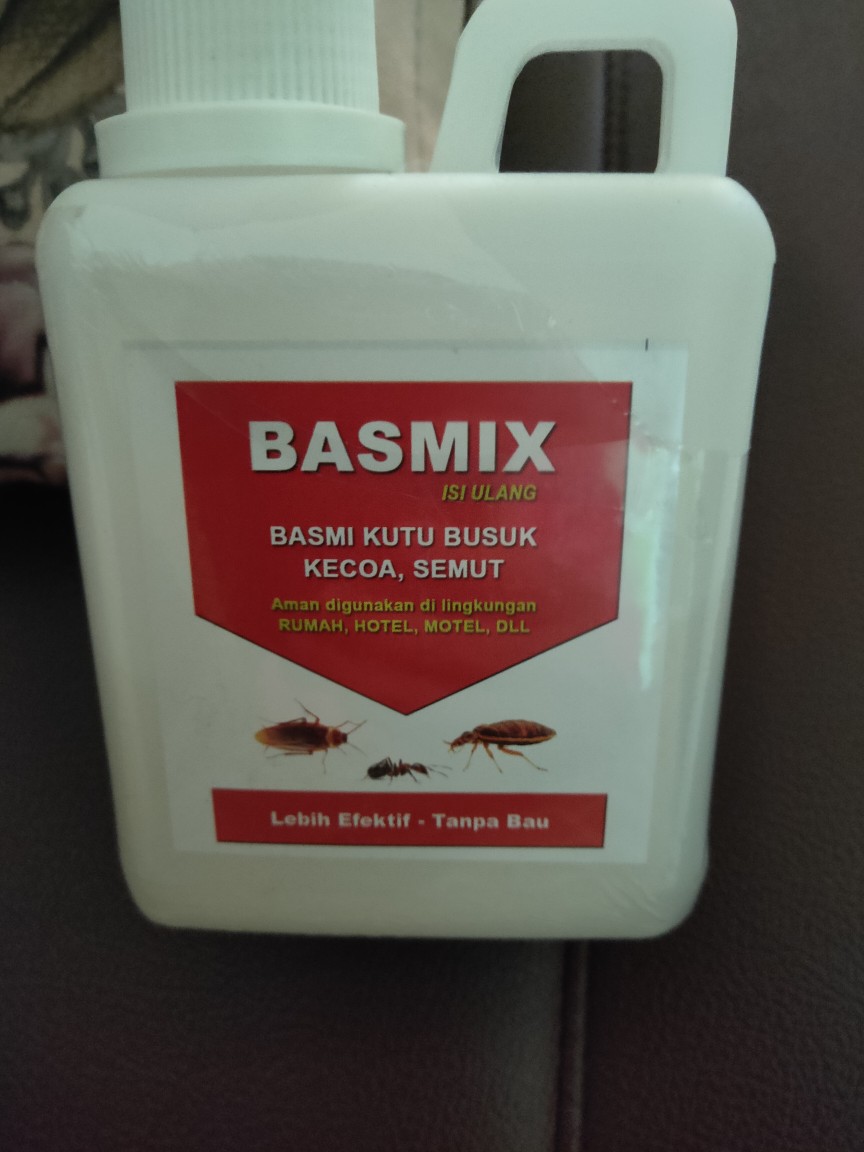 BASMIX
ISI ULANG
BASMI KUTU BUSUK
KECOA, SEMUT
Aman digunakan di lingkungan
RUMAH, HOTEL, MOTEL, DLL
Lebih Efektif - Tanpa Bau